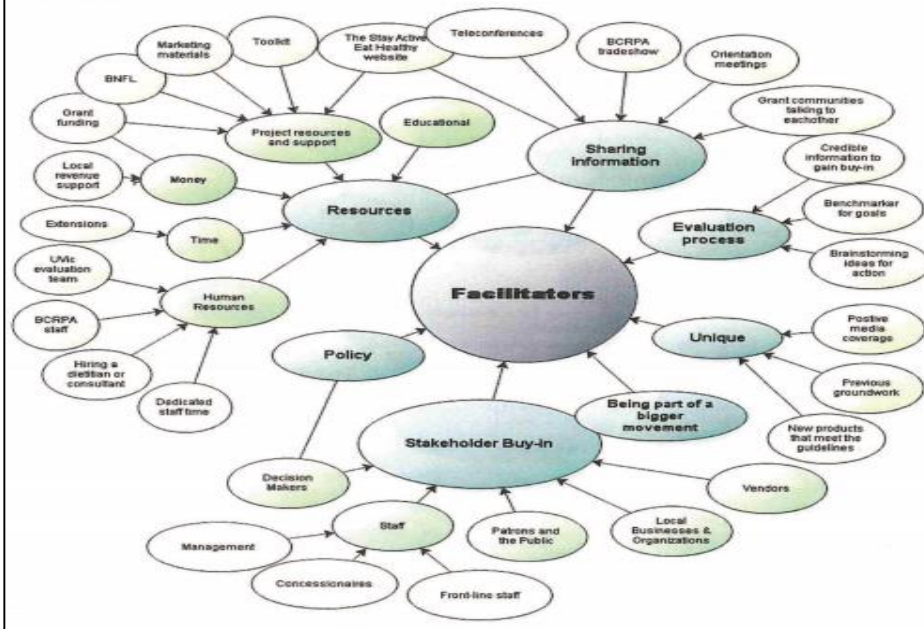 Marketing
materials
Toolkit
The Stay Active
Eat Healthy
website
Teleconferences
BCRPA
tradeshow
Orientation
meetings
BNFL
Grant
funding
Project resources
and support
Educational
Sharing
information
Grant communities
talking to
eachother
Credible
information to
gain buy-in
Local
revenue
support
Money
Resources
Benchmarker
for goals
Extensions
Time
Evaluation
process
Brainstorming
ideas for
action
UVic
evaluation
team
Human
Resources
Facilitators
BCRPA
staff
Policy
Unique
Postive
media
coverage
Hiring a
dietitian or
consultant
Dedicated
staff time
Being part of a
bigger
movement
Previous
groundwork
New products
that meet the
guidelines
Stakeholder Buy-in
Decision
Makers
Vendors
Staff
Patrons and
the Public
Local
Businesses &
Organizations
Management
Concessionaires
Front-line staff